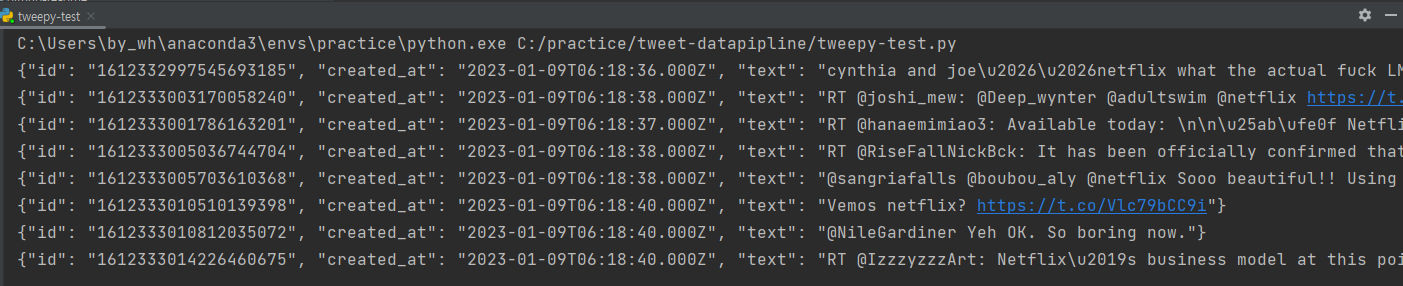 tweepy-test
C:\Users\by_wh\anaconda3\envs\practice\python.exe C:/practice/tweet-datapipline/tweepy-test.py
{"id": "1612332997545693185", "created_at": "2023-01-09T06:18:36.000Z", "text": "cynthia and joe\u2026\u2026netflix what the actual fuck LM
{"id": "1612333003170058240", "created_at": "2023-01-09T06:18:38.000Z", "text": "RT @joshi_mew: @Deep_wynter @adultswim @netflix https://t.
{"id": "1612333001786163201", "created_at": "2023-01-09T06:18:37.000Z", "text": "RT @hanaemimiao3: Available today: \n\n\u25ab\ufe0f Netfli
{"id": "1612333005036744704", "created_at": "2023-01-09T06:18:38.000Z", "text": "RT @RiseFallNickBck: It has been officially confirmed that
{"id": "1612333005703610368", "created_at": "2023-01-09T06:18:38.000Z", "text": "@sangriafalls @boubou_aly @netflix Sooo beautiful!! Using
{"id": "1612333010510139398", "created_at": "2023-01-09T06:18:40.000Z", "text": "Vemos netflix? https://t.co/Vlc79bCC9i"}
{"id": "1612333010812035072", "created_at": "2023-01-09T06:18:40.000Z", "text": "@NileGardiner Yeh OK. So boring now."}
{"id": "1612333014226460675", "created_at": "2023-01-09T06:18:40.000Z", "text": "RT @IzzzyzzzArt: Netflix\u2019s business model at this poi